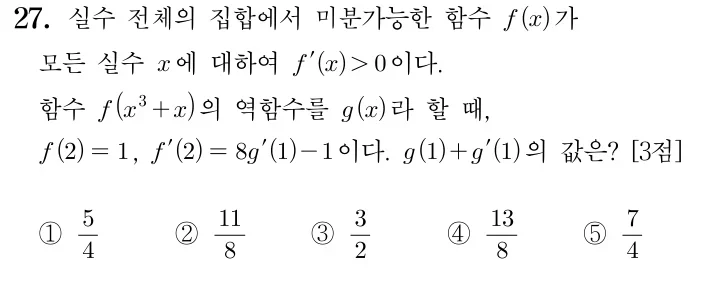 27. 실수 전체의 집합에서 미분가능한 함수 f(x)가
모든 실수 x에 대하여 f′(x)>0이다.
함수 f(x³+x)의 역함수를 g(x)라 할 때,
f(2)=1, f′(2)=8g′(1)−1이다. g(1)+g′(1)의 값은? [3점]
① 5/4 ② 11/8 ③ 3/2 ④ 13/8 ⑤ 7/4